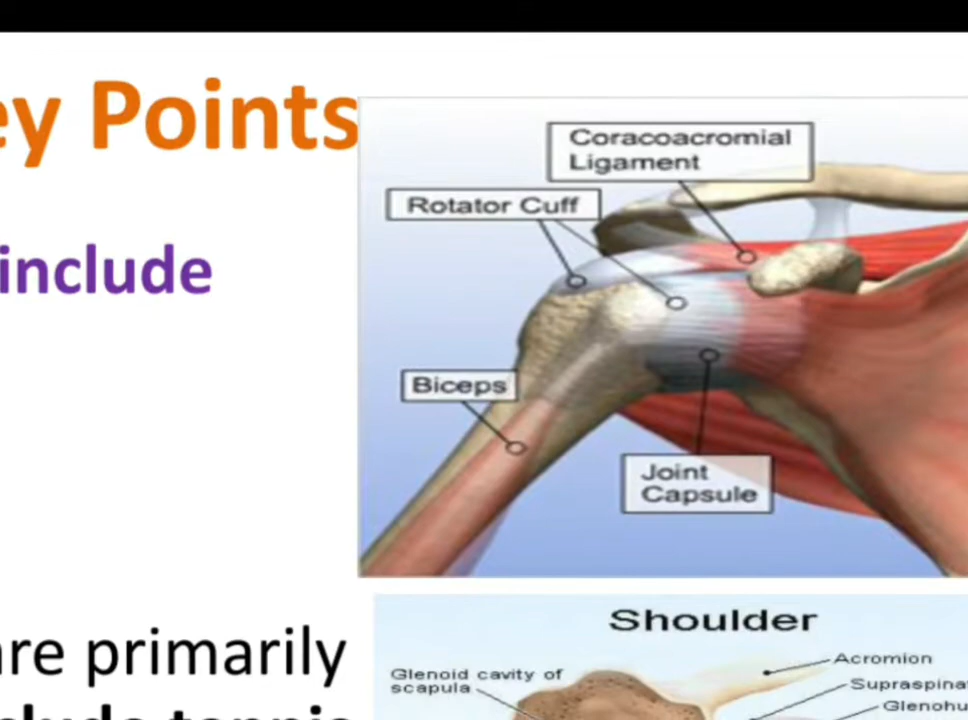 ey Points
include
Coracoacromial
Ligament
Rotator Cuff
Biceps
Joint
Capsule
are primarily
Shoulder
Glenoid cavity of
scapula
Acromion
Supraspina
Glenohu